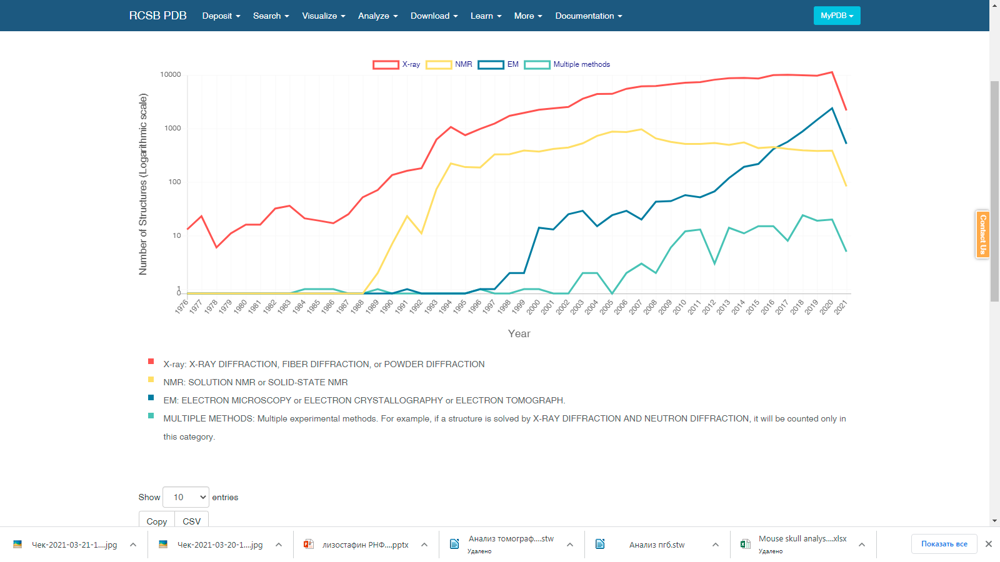 RCSB PDB Deposit Search Visualize Analyze Download Learn More Documentation MyPDB
X-ray NMR EM Multiple methods
Number of Structures (Logarithmic scale)
10000
1000
100
10
1
0
1976 1977 1978 1979 1980 1981 1982 1983 1984 1985 1986 1987 1988 1989 1990 1991 1992 1993 1994 1995 1996 1997 1998 1999 2000 2001 2002 2003 2004 2005 2006 2007 2008 2009 2010 2011 2012 2013 2014 2015 2016 2017 2018 2019 2020 2021
Year
Contact Us
X-ray: X-RAY DIFFRACTION, FIBER DIFFRACTION, or POWDER DIFFRACTION
NMR: SOLUTION NMR or SOLID-STATE NMR
EM: ELECTRON MICROSCOPY or ELECTRON CRYSTALLOGRAPHY or ELECTRON TOMOGRAPH.
MULTIPLE METHODS: Multiple experimental methods. For example, if a structure is solved by X-RAY DIFFRACTION AND NEUTRON DIFFRACTION, it will be counted only in
this category.
Show 10 entries
Copy CSV
Чек-2021-03-21-1....jpg
Чек-2021-03-20-1....jpg
лизостафин РНФ....pptx
Анализ томограф....stw
Удалено
Анализ пгб.stw
Mouse skull analys....xlsx
Удалено
Показать все